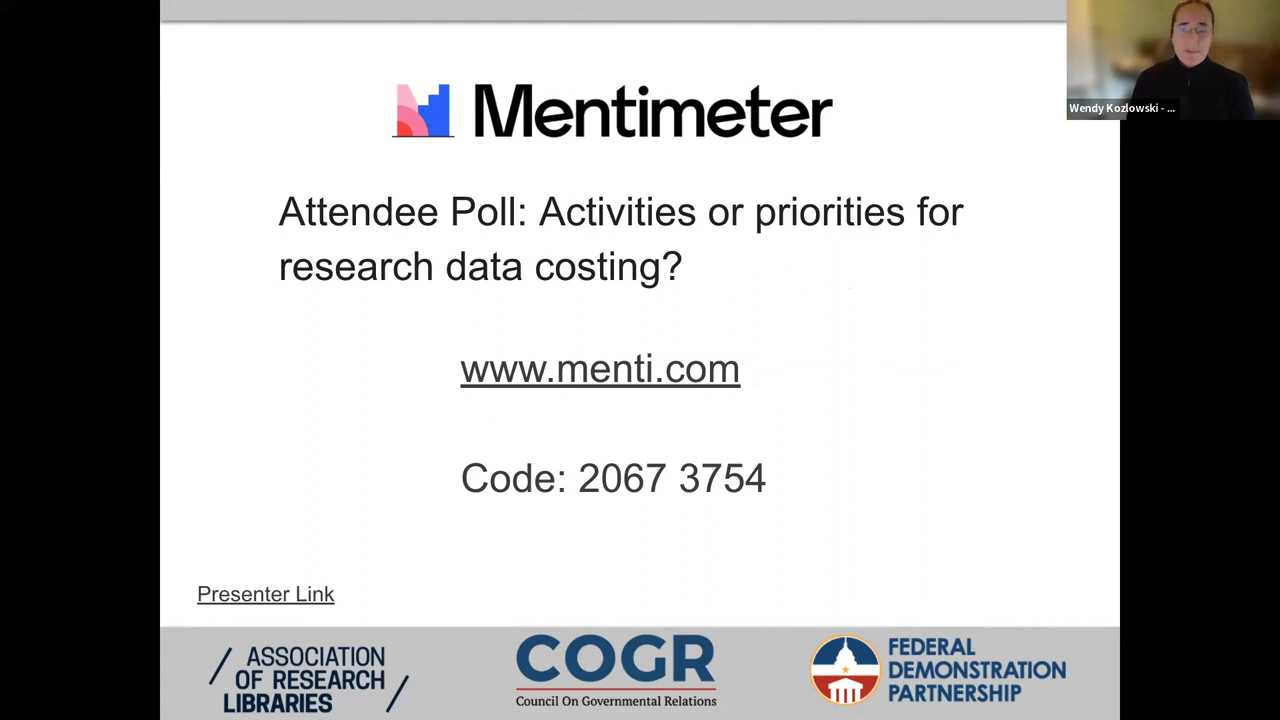 Mentimeter
Wendy Kozlowski - ...
Attendee Poll: Activities or priorities for
research data costing?
www.menti.com
Code: 2067 3754
Presenter Link
ASSOCIATION
OF RESEARCH
LIBRARIES
COGR
Council On Governmental Relations
FEDERAL
DEMONSTRATION
PARTNERSHIP